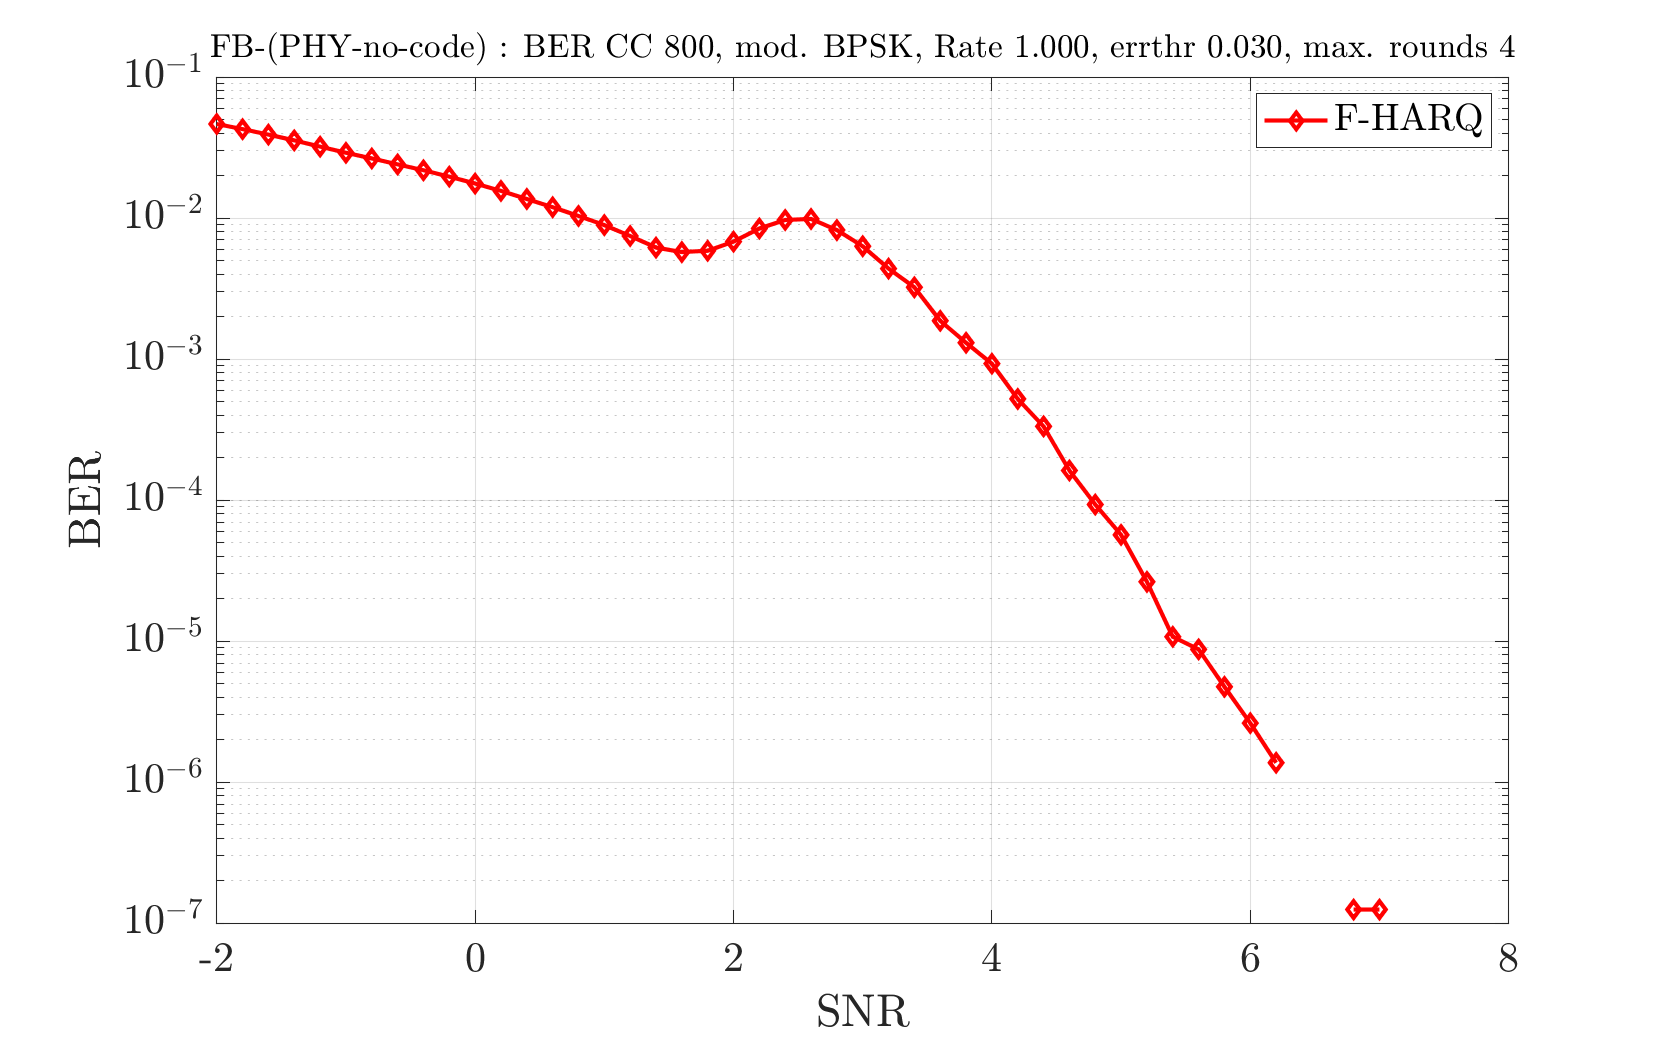 FB-(PHY-no-code) : BER CC 800, mod. BPSK, Rate 1.000, errthr 0.030, max. rounds 4
F-HARQ
10⁻¹
10⁻²
10⁻³
10⁻⁴
10⁻⁵
10⁻⁶
10⁻⁷
BER
-2 0 2 4 6 8
SNR